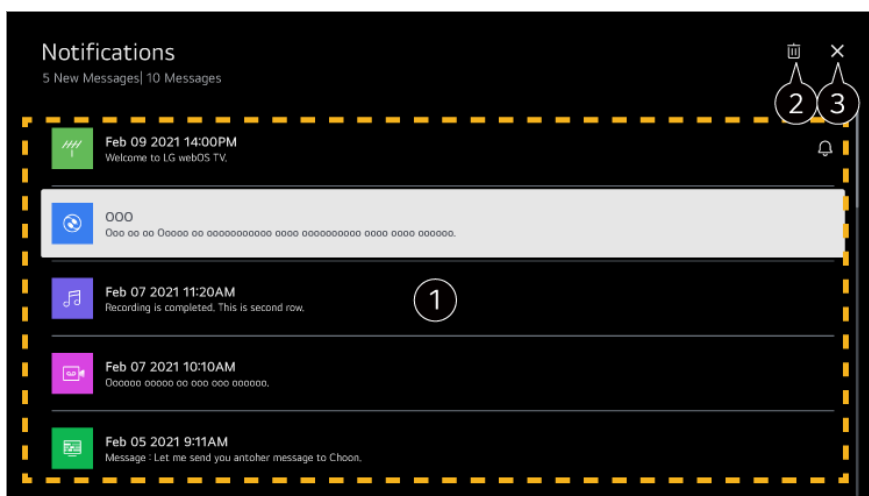 Notifications
5 New Messages| 10 Messages
2 3
Feb 09 2021 14:00PM
Welcome to LG webOS TV.
OOO
Ooo oo oo Ooooo oo ooooooooooo oooo oooooooooo oooo oooo oooooo.
Feb 07 2021 11:20AM
Recording is completed. This is second row.
1
Feb 07 2021 10:10AM
Oooooo ooooo oo ooo ooo oooooo.
Feb 05 2021 9:11AM
Message : Let me send you antoher message to Choon.